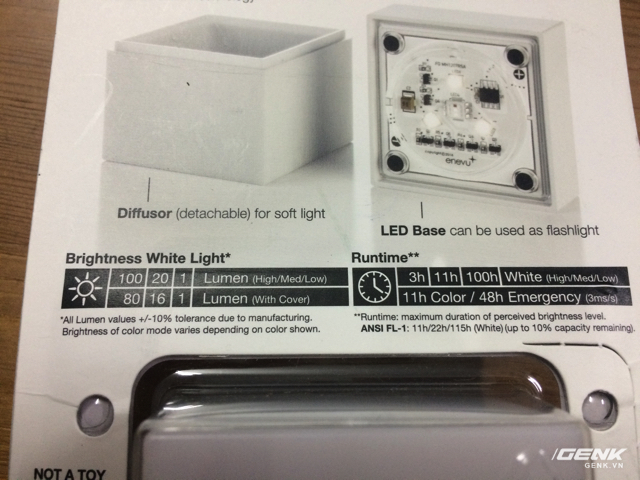 enevu+
Diffusor (detachable) for soft light
LED Base can be used as flashlight
Brightness White Light*
100 20 1 Lumen (High/Med/Low)
80 16 1 Lumen (With Cover)
*All Lumen values +/-10% tolerance due to manufacturing.
Brightness of color mode varies depending on color shown.
Runtime**
3h 11h 100h White (High/Med/Low)
11h Color / 48h Emergency (3ms/s)
**Runtime: maximum duration of perceived brightness level.
ANSI FL-1: 11h/22h/115h (White) (up to 10% capacity remaining).
NOT A TOY
GENK
GENK.VN